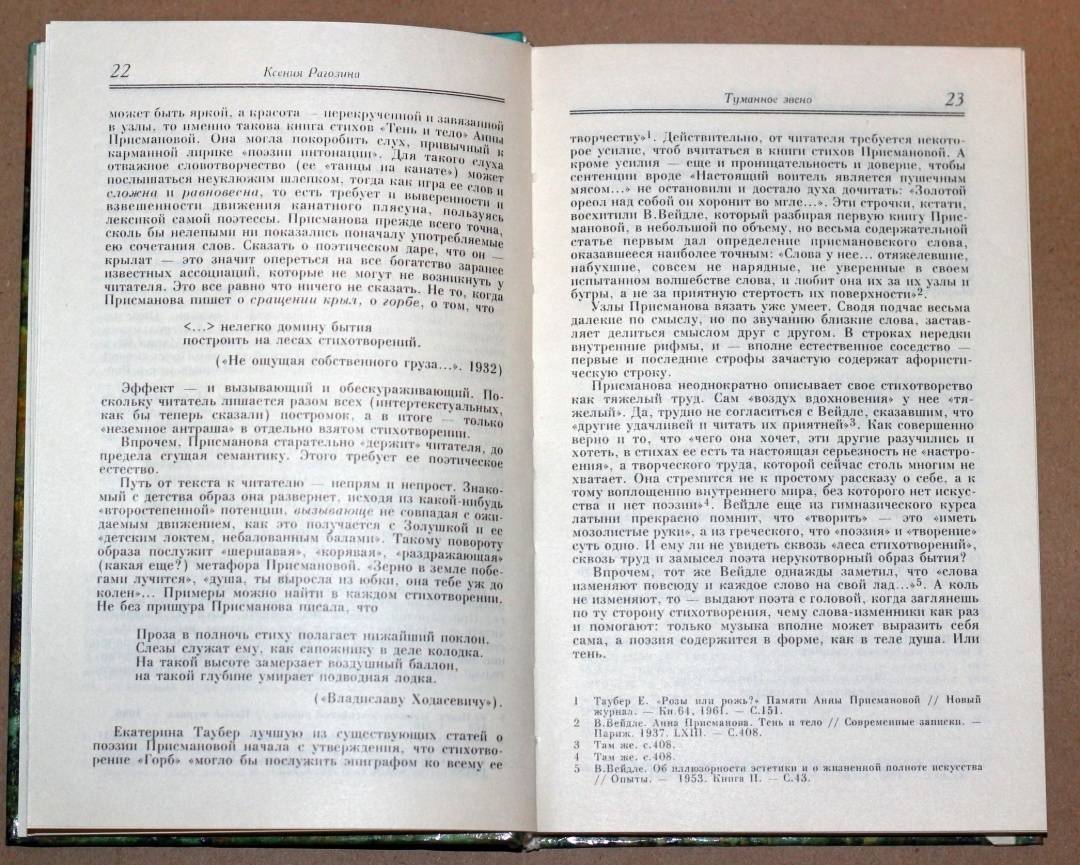 22
Ксения Рагозина
может быть яркой, а красота — перекрученной и завязанной
в узлы, то именно такова книга стихов «Тень и тело» Анны
Присмановой. Она могла покоробить слух, привычный к
карманной лирике «поэзии интонации». Для такого слуха
отважное словотворчество (ее «танцы на канате») может
послышаться неуклюжим шлепком, тогда как игра ее слов и
сложна и равновесна, то есть требует и выверенности и
взвешенности движения канатного плясуна, пользуясь
лексикой самой поэтессы. Присманова прежде всего точна,
сколь бы нелепыми ни показались поначалу употребляемые
ею сочетания слов. Сказать о поэтическом даре, что он —
крылат — это значит опереться на все богатство заранее
известных ассоциаций, которые не могут не возникнуть у
читателя. Это все равно что ничего не сказать. Не то, когда
Присманова пишет о сращении крыл, о горбе, о том, что
<...> нелегко домину бытия
построить на лесах стихотворений.
(«Не ощущая собственного груза...». 1932)
Эффект — и вызывающий и обескураживающий. По-
скольку читатель лишается разом всех (интертекстуальных,
как бы теперь сказали) постромок, а в итоге — только
«неземное антраша» в отдельно взятом стихотворении.
Впрочем, Присманова старательно «держит» читателя, до
предела сгущая семантику. Этого требует ее поэтическое
естество.
Путь от текста к читателю — непрям и непрост. Знако-
мый с детства образ она развернет, исходя из какой-нибудь
«второстепенной» потенции, вызывающе не совпадая с ожи-
даемым движением, как это получается с Золушкой и ее
«детским локтем, небалованным балами». Такому повороту
образа послужит «шершавая», «корявая», «раздражающая»
(какая еще?) метафора Присмановой. «Зерно в земле побе-
гами лучится», «душа, ты выросла из юбки, она тебе уж до
колен»... Примеры можно найти в каждом стихотворении.
Не без прищура Присманова писала, что
Проза в полночь стиху полагает нижайший поклон.
Слезы служат ему, как сапожнику в деле колодка.
На такой высоте замерзает воздушный баллон,
на такой глубине умирает подводная лодка.
(«Владиславу Ходасевичу»).
Екатерина Таубер лучшую из существующих статей о
поэзии Присмановой начала с утверждения, что стихотво-
рение «Горб» «могло бы послужить эпиграфом ко всему ее
Туманное звено
23
творчеству»1. Действительно, от читателя требуется некото-
рое усилие, чтоб вчитаться в книги стихов Присмановой. А
кроме усилия — еще и проницательность и доверие, чтобы
сентенции вроде «Настоящий воитель является пушечным
мясом...» не остановили и достало духа дочитать: «Золотой
ореол над собой он хоронит во мгле...». Эти строчки, кстати,
восхитили В.Вейдле, который разбирая первую книгу Прис-
мановой, в небольшой по объему, но весьма содержательной
статье первым дал определение присмановского слова,
оказавшееся наиболее точным: «Слова у нее... отяжелевшие,
набухшие, совсем не нарядные, не уверенные в своем
испытанном волшебстве слова, и любит она их за их узлы и
бугры, а не за приятную стертость их поверхности»2.
Узлы Присманова вязать уже умеет. Сводя подчас весьма
далекие по смыслу, но по звучанию близкие слова, застав-
ляет делиться смыслом друг с другом. В строках нередки
внутренние рифмы, и — вполне естественное соседство —
первые и последние строфы зачастую содержат афористи-
ческую строку.
Присманова неоднократно описывает свое стихотворство
как тяжелый труд. Сам «воздух вдохновения» у нее «тя-
желый». Да, трудно не согласиться с Вейдле, сказавшим, что
«другие удачливей и читать их приятней»3. Как совершенно
верно и то, что «чего она хочет, эти другие разучились и
хотеть, в стихах ее есть та настоящая серьезность не «настро-
ения», а творческого труда, которой сейчас столь многим не
хватает. Она стремится не к простому рассказу о себе, а к
тому воплощению внутреннего мира, без которого нет искус-
ства и нет поэзии»4. Вейдле еще из гимназического курса
латыни прекрасно помнит, что «творить» — это «иметь
мозолистые руки», а из греческого, что «поэзия» и «творение»
суть одно. И ему ли не увидеть сквозь «леса стихотворений»,
сквозь труд и замысел поэта нерукотворный образ бытия?
Впрочем, тот же Вейдле однажды заметил, что «слова
изменяют повсюду и каждое слово на свой лад...»5. А коль
не изменяют, то — выдают поэта с головой, когда заглянешь
по ту сторону стихотворения, чему слова-изменники как раз
и помогают: только музыка вполне может выразить себя
сама, а поэзия содержится в форме, как в теле душа. Или
тень.
1 Таубер Е. «Розы или рожь?» Памяти Анны Присмановой // Новый
журнал. — Кн.64, 1961. — С.151.
2 В.Вейдле. Анна Присманова. Тень и тело // Современные записки. —
Париж. 1937. LXIII. — С.408.
3 Там же. с.408.
4 Там же. с.408.
5 В.Вейдле. Об иллюзорности эстетики и о жизненной полноте искусства
// Опыты. — 1953. Книга II. — С.43.